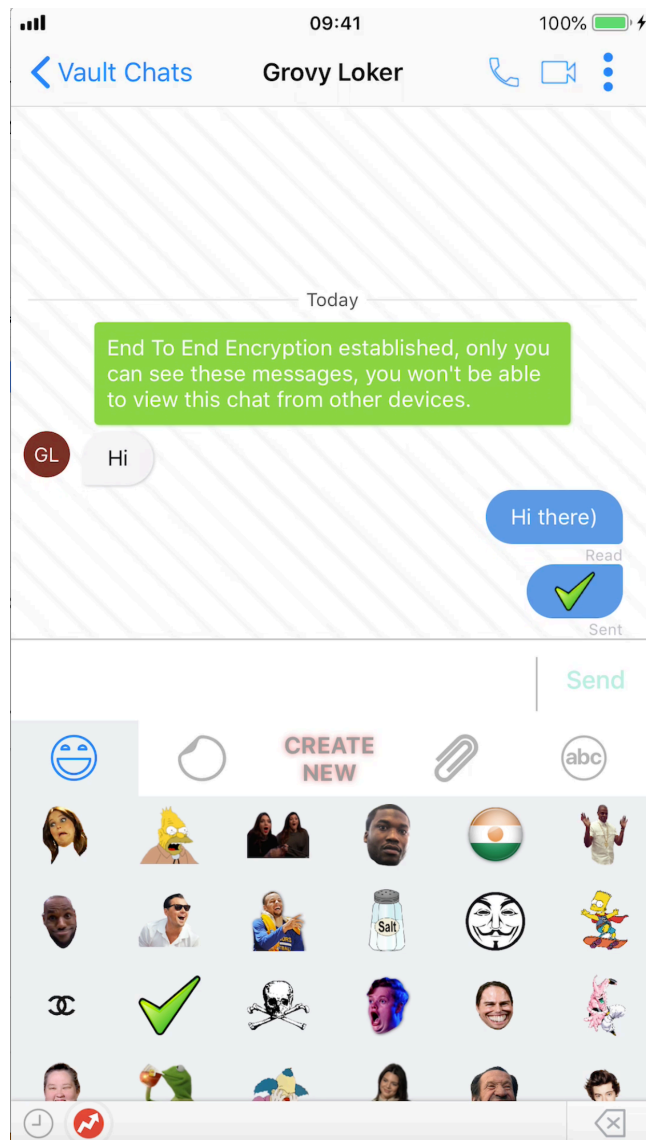 09:41
100%
Vault Chats
Grovy Loker
Today
End To End Encryption established, only you
can see these messages, you won't be able
to view this chat from other devices.
GL
Hi
Hi there)
Read
Sent
Send
CREATE
NEW
abc
Salt